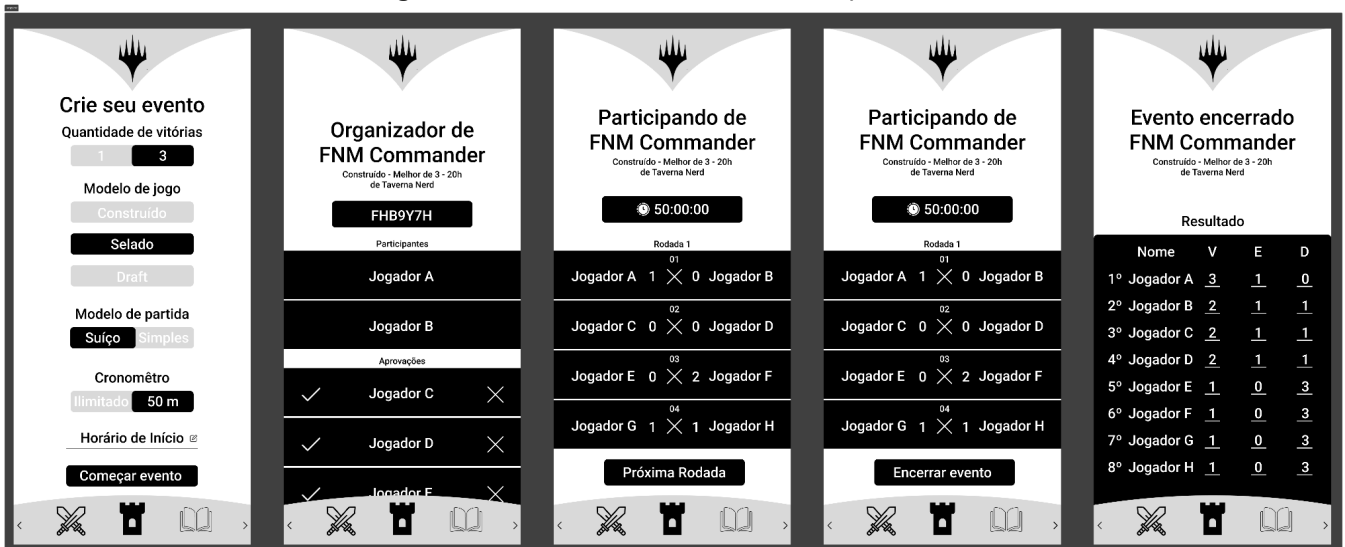 Crie seu evento
Quantidade de vitórias
1 3
Modelo de jogo
Construído
Selado
Draft
Modelo de partida
Suíço Simples
Cronomêtro
Ilimitado 50 m
Horário de Início
Começar evento
Organizador de
FNM Commander
Construído - Melhor de 3 - 20h
de Taverna Nerd
FHB9Y7H
Participantes
Jogador A
Jogador B
Aprovações
Jogador C
Jogador D
Jogador E
Participando de
FNM Commander
Construído - Melhor de 3 - 20h
de Taverna Nerd
50:00:00
Rodada 1
01
Jogador A 1 0 Jogador B
02
Jogador C 0 0 Jogador D
03
Jogador E 0 2 Jogador F
04
Jogador G 1 1 Jogador H
Próxima Rodada
Participando de
FNM Commander
Construído - Melhor de 3 - 20h
de Taverna Nerd
50:00:00
Rodada 1
01
Jogador A 1 0 Jogador B
02
Jogador C 0 0 Jogador D
03
Jogador E 0 2 Jogador F
04
Jogador G 1 1 Jogador H
Encerrar evento
Evento encerrado
FNM Commander
Construído - Melhor de 3 - 20h
de Taverna Nerd
Resultado
Nome V E D
1º Jogador A 3 1 0
2º Jogador B 2 1 1
3º Jogador C 2 1 1
4º Jogador D 2 1 1
5º Jogador E 1 0 3
6º Jogador F 1 0 3
7º Jogador G 1 0 3
8º Jogador H 1 0 3